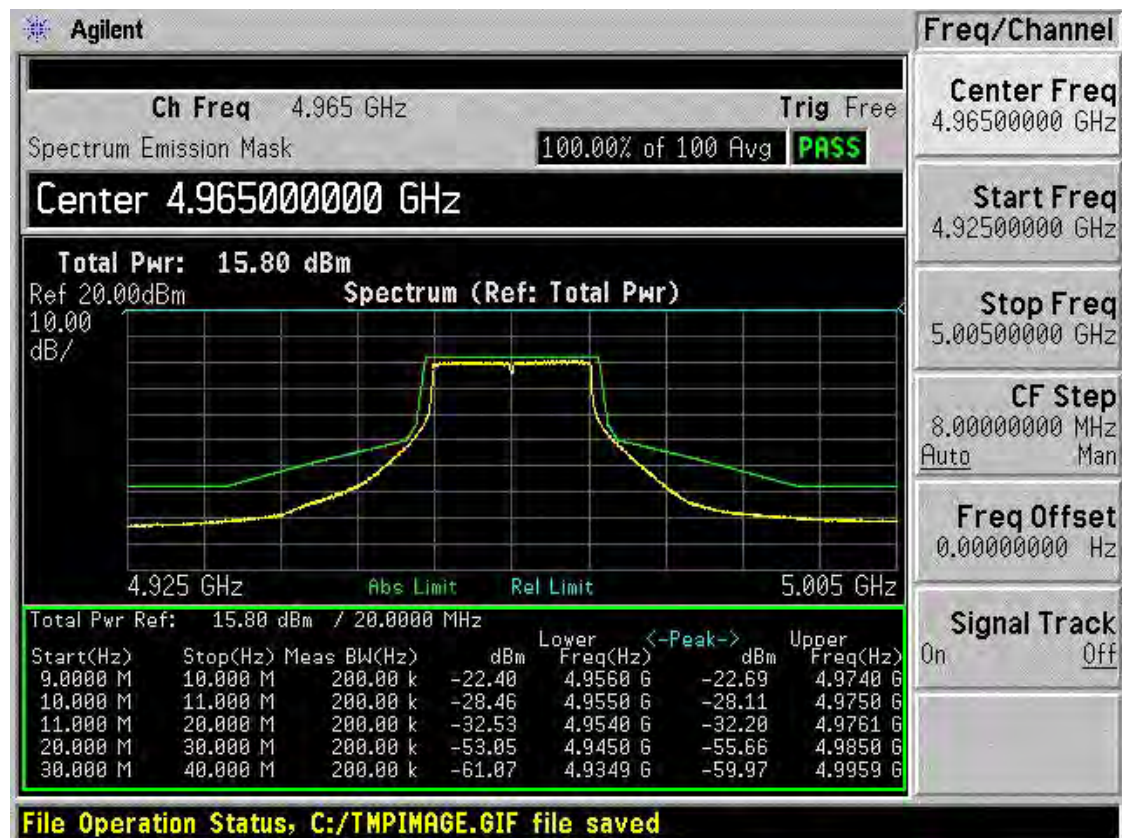 Agilent
Freq/Channel
Ch Freq 4.965 GHz Trig Free
Spectrum Emission Mask 100.00% of 100 Avg PASS
Center 4.965000000 GHz
Total Pwr: 15.80 dBm
Ref 20.00dBm Spectrum (Ref: Total Pwr)
10.00
dB/
4.925 GHz Abs Limit Rel Limit 5.005 GHz
Total Pwr Ref: 15.80 dBm / 20.0000 MHz
Lower <-Peak-> Upper
Start(Hz) Stop(Hz) Meas BW(Hz) dBm Freq(Hz) dBm Freq(Hz)
9.0000 M 10.000 M 200.00 k -22.40 4.9560 G -22.69 4.9740 G
10.000 M 11.000 M 200.00 k -28.46 4.9550 G -28.11 4.9750 G
11.000 M 20.000 M 200.00 k -32.53 4.9540 G -32.20 4.9761 G
20.000 M 30.000 M 200.00 k -53.05 4.9450 G -55.66 4.9850 G
30.000 M 40.000 M 200.00 k -61.07 4.9349 G -59.97 4.9959 G
Center Freq
4.96500000 GHz
Start Freq
4.92500000 GHz
Stop Freq
5.00500000 GHz
CF Step
8.00000000 MHz
Auto Man
Freq Offset
0.00000000 Hz
Signal Track
On Off
File Operation Status, C:/TMPIMAGE.GIF file saved